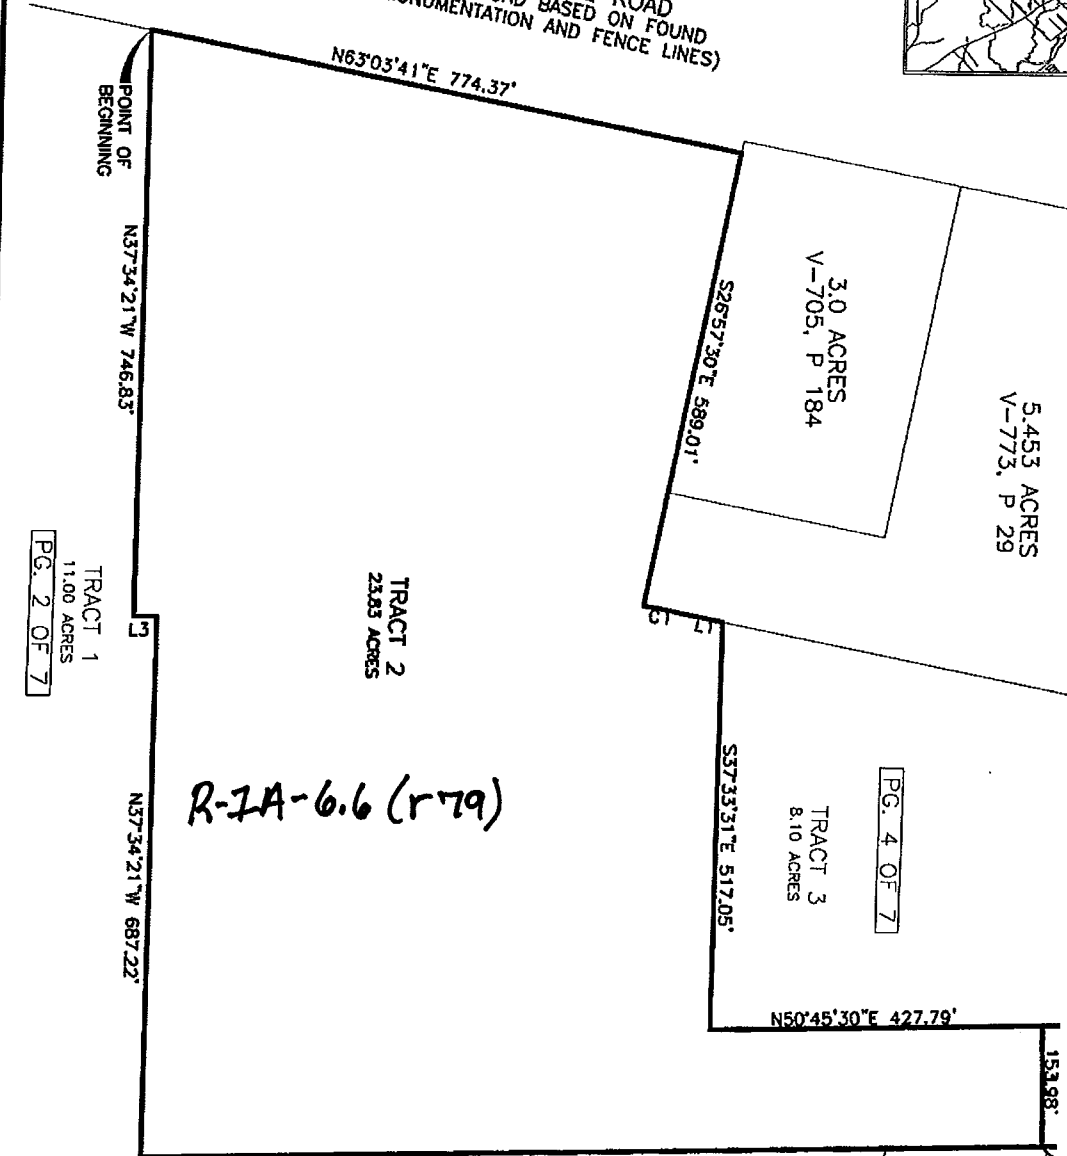 ROAD
BASED ON FOUND
MONUMENTATION AND FENCE LINES)
N63°03'41"E 774.37'
POINT OF
BEGINNING
N37°34'21"W 746.83'
S26°57'30"E 589.01'
3.0 ACRES
V-705, P 184
5.453 ACRES
V-773, P 29
TRACT 1
11.00 ACRES
PG. 2 OF 7
L3
TRACT 2
23.83 ACRES
C1
L1
R-1A-6.6 (r79)
S37°33'31"E 517.05'
TRACT 3
8.10 ACRES
PG. 4 OF 7
N37°34'21"W 687.22'
N50°45'30"E 427.79'
153.98'